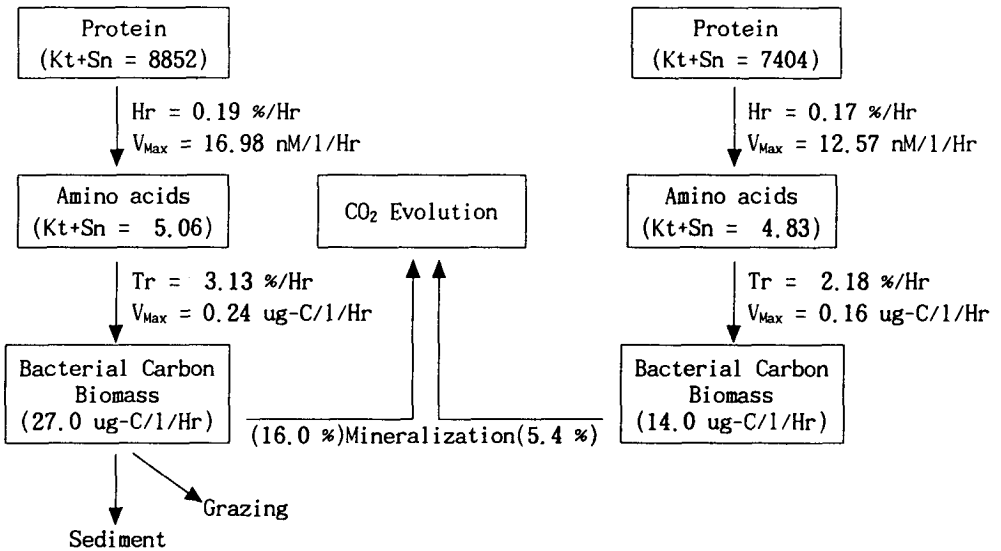 Protein
(Kt+Sn = 8852)
Hr = 0.19 %/Hr
VMax = 16.98 nM/l/Hr
Amino acids
(Kt+Sn = 5.06)
Tr = 3.13 %/Hr
VMax = 0.24 ug-C/l/Hr
Bacterial Carbon
Biomass
(27.0 ug-C/l/Hr)
Grazing
Sediment
CO2 Evolution
(16.0 %)Mineralization(5.4 %)
Protein
(Kt+Sn = 7404)
Hr = 0.17 %/Hr
VMax = 12.57 nM/l/Hr
Amino acids
(Kt+Sn = 4.83)
Tr = 2.18 %/Hr
VMax = 0.16 ug-C/l/Hr
Bacterial Carbon
Biomass
(14.0 ug-C/l/Hr)